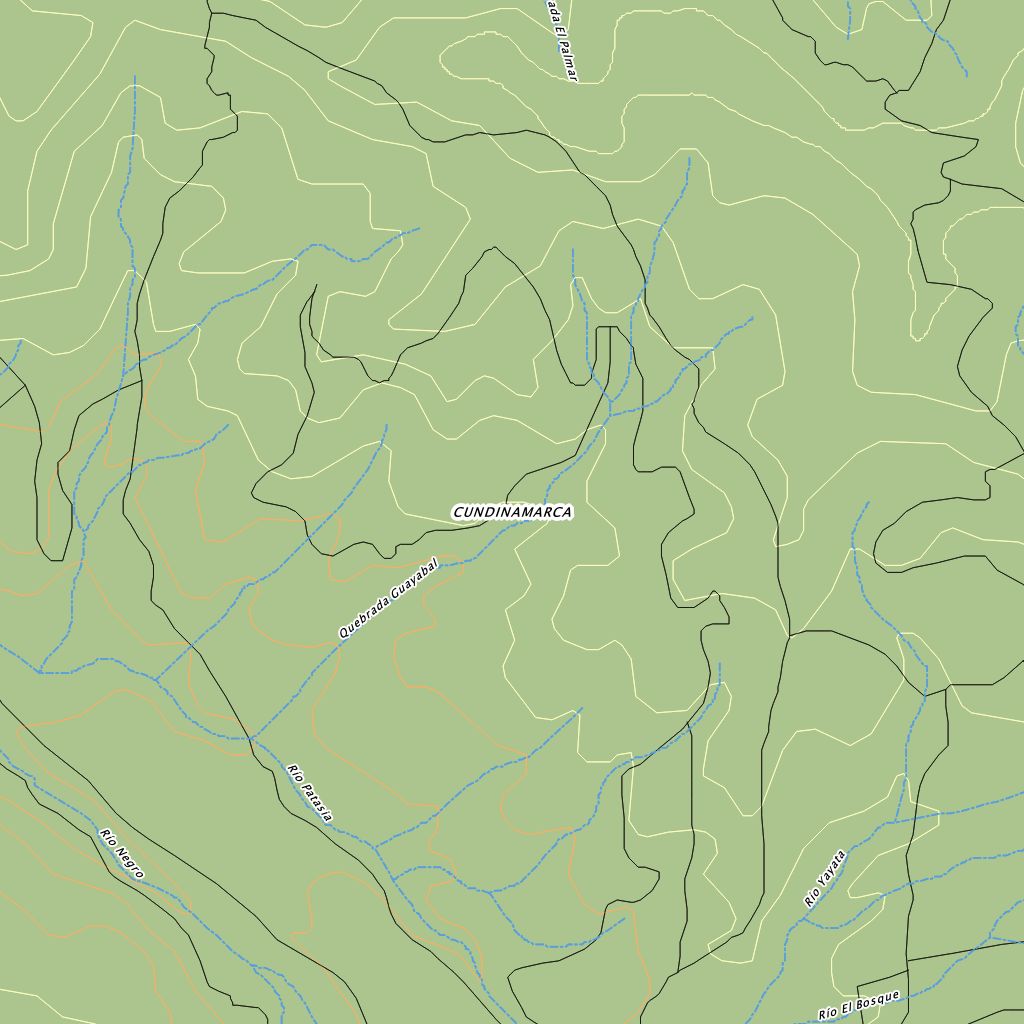 ada El Palmar
CUNDINAMARCA
Quebrada Guayabal
Río Patasía
Río Negro
Río Yayata
Río El Bosque